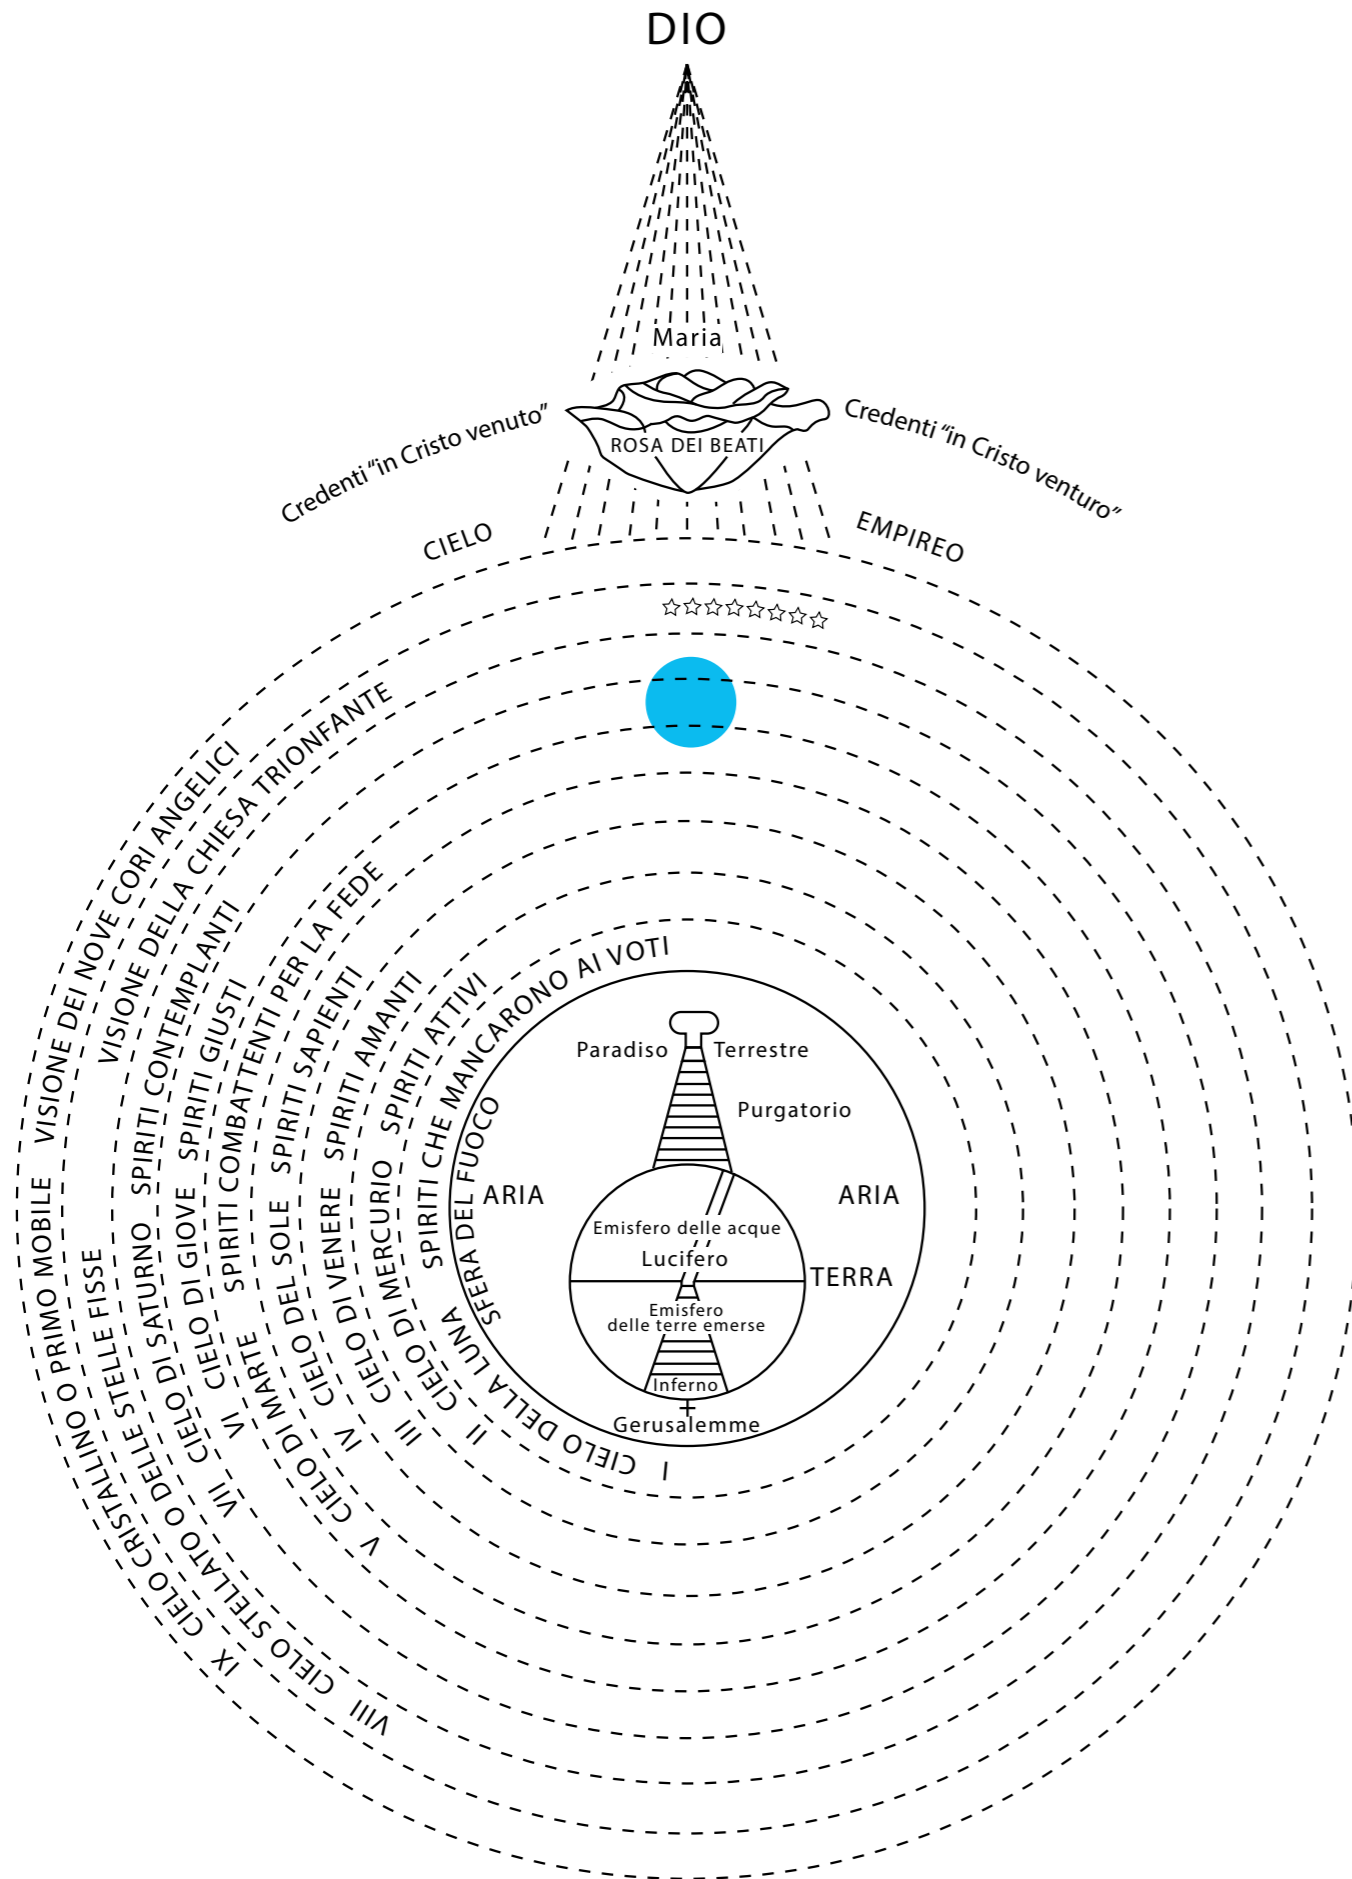 DIO
Maria
Credenti “in Cristo venuto”
ROSA DEI BEATI
Credenti “in Cristo venturo”
CIELO
EMPIREO
IX CIELO CRISTALLINO O PRIMO MOBILE VISIONE DEI NOVE CORI ANGELICI
VIII CIELO STELLATO O DELLE STELLE FISSE VISIONE DELLA CHIESA TRIONFANTE
VII CIELO DI SATURNO SPIRITI CONTEMPLANTI
VI CIELO DI GIOVE SPIRITI GIUSTI
V CIELO DI MARTE SPIRITI COMBATTENTI PER LA FEDE
IV CIELO DEL SOLE SPIRITI SAPIENTI
III CIELO DI VENERE SPIRITI AMANTI
II CIELO DI MERCURIO SPIRITI ATTIVI
I CIELO DELLA LUNA SPIRITI CHE MANCARONO AI VOTI
SFERA DEL FUOCO
Paradiso Terrestre
Purgatorio
ARIA
ARIA
Emisfero delle acque
Lucifero
TERRA
Emisfero
delle terre emerse
Inferno
Gerusalemme